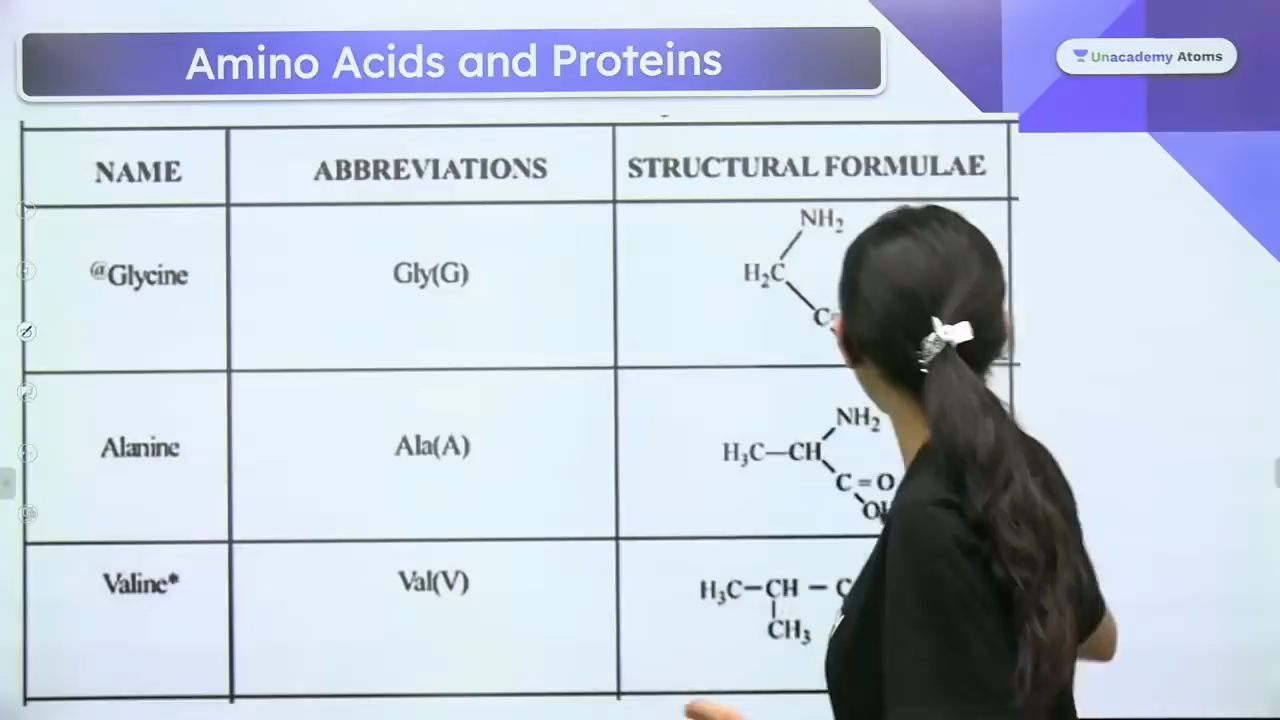 Amino Acids and Proteins
Unacademy Atoms
NAME ABBREVIATIONS STRUCTURAL FORMULAE
@Glycine Gly(G)
NH₂
H₂C
C
Alanine Ala(A)
NH₂
H₃C—CH
C=O
Valine* Val(V)
H₃C—CH—
CH₃